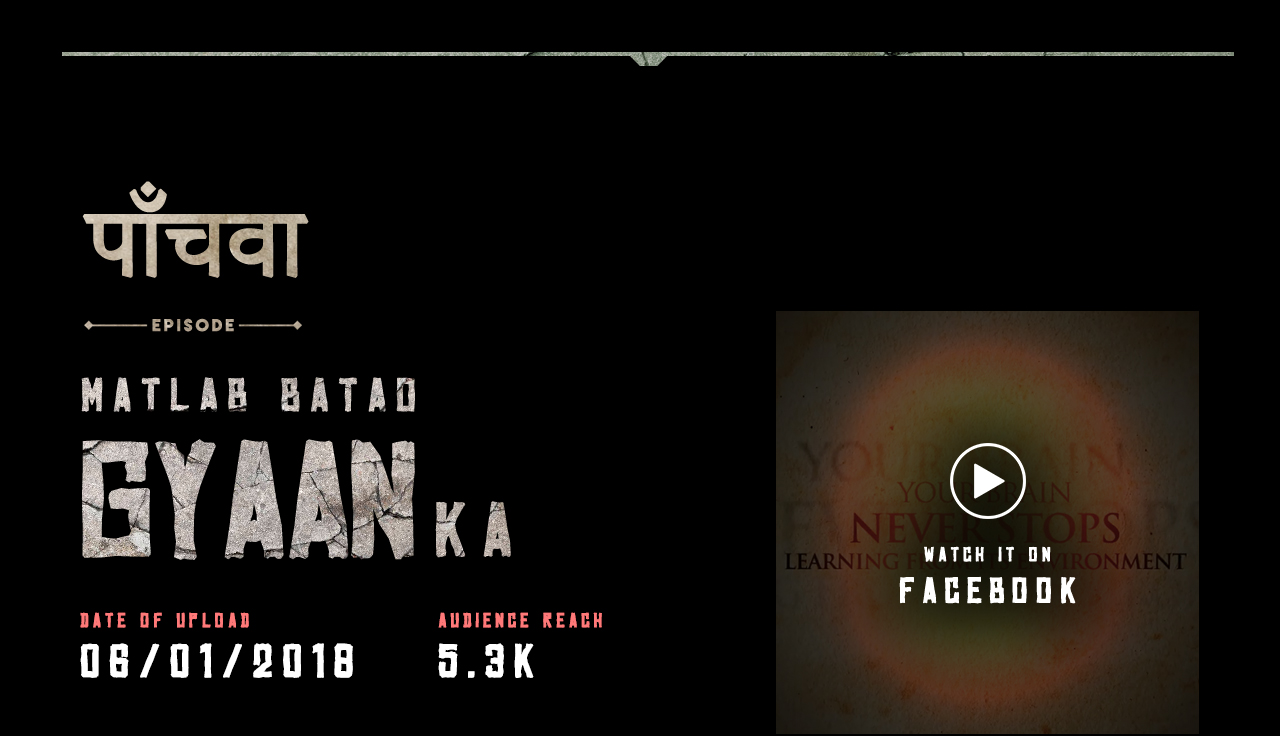 पाँचवा
EPISODE
MATLAB BATAO
GYAAN KA
DATE OF UPLOAD
06/01/2018
AUDIENCE REACH
5.3K
YOUR BRAIN
YOUR BRAIN
NEVER STOPS
LEARNING FROM THE ENVIRONMENT
WATCH IT ON
FACEBOOK